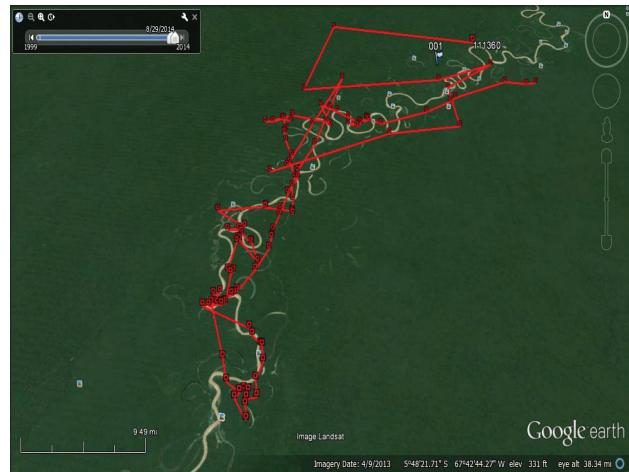 8/29/2014
1999 2014
N
001 111360
9.49 mi
Image Landsat
Google earth
Imagery Date: 4/9/2013 5°48'21.71" S 67°42'44.27" W elev 331 ft eye alt 38.34 mi